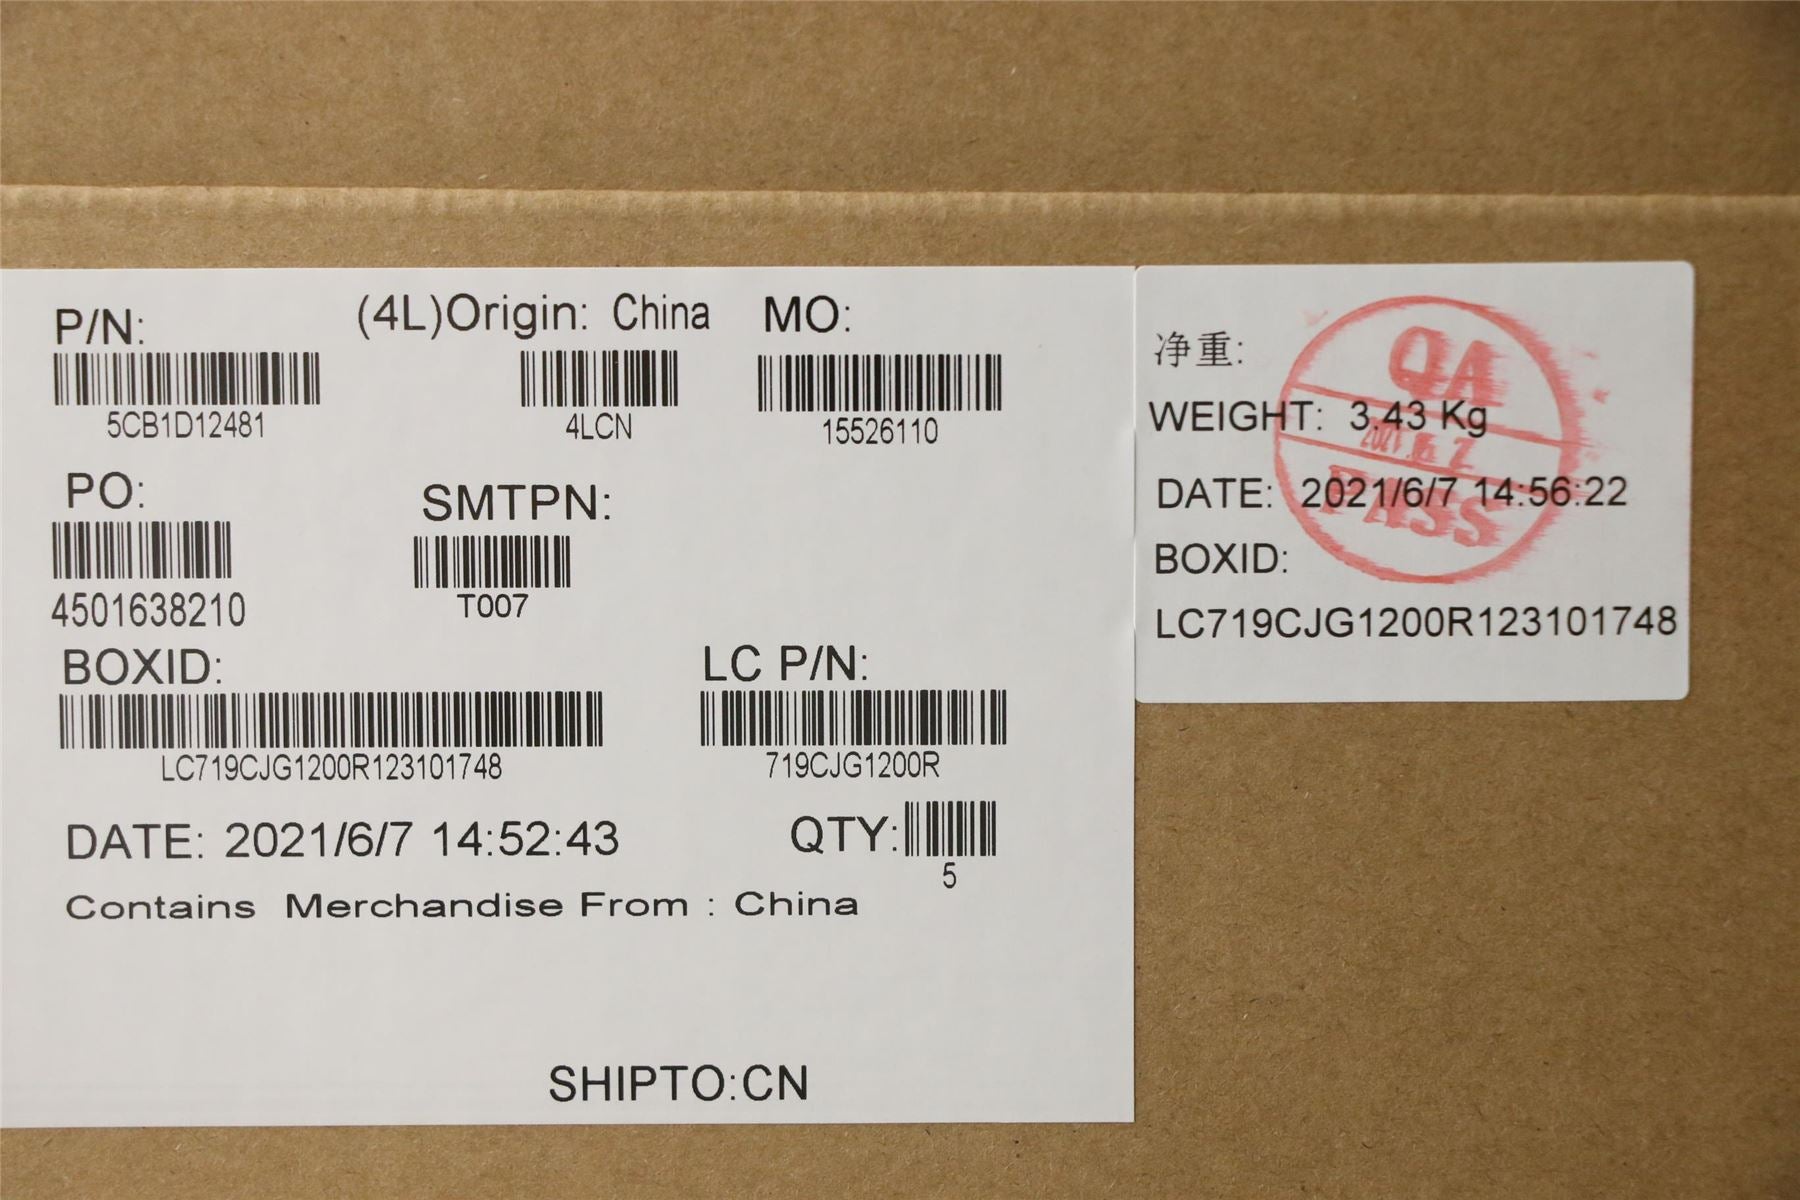 P/N:
5CB1D12481
(4L)Origin: China
4LCN
MO:
15526110
PO:
4501638210
SMTPN:
T007
BOXID:
LC719CJG1200R123101748
LC P/N:
719CJG1200R
DATE: 2021/6/7 14:52:43
QTY:
5
Contains Merchandise From : China
SHIPTO:CN
净重:
WEIGHT: 3.43 Kg
DATE: 2021/6/7 14:56:22
BOXID:
LC719CJG1200R123101748
QA
PASS